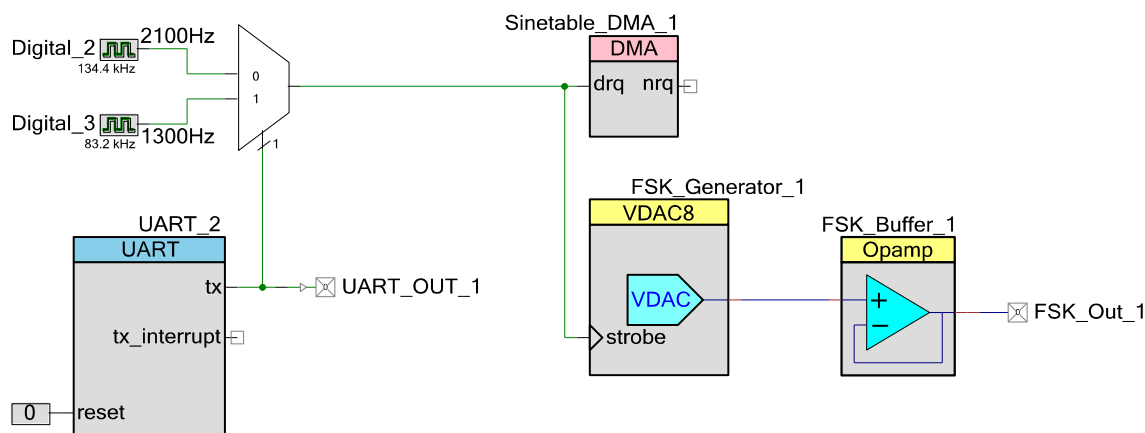 Sinetable_DMA_1
Digital_2
2100Hz
134.4 kHz
0
1
Digital_3
1300Hz
83.2 kHz
1
DMA
drq
nrq
FSK_Generator_1
VDAC8
VDAC
strobe
UART_2
UART
tx
UART_OUT_1
tx_interrupt
0
reset
FSK_Buffer_1
Opamp
+
−
FSK_Out_1